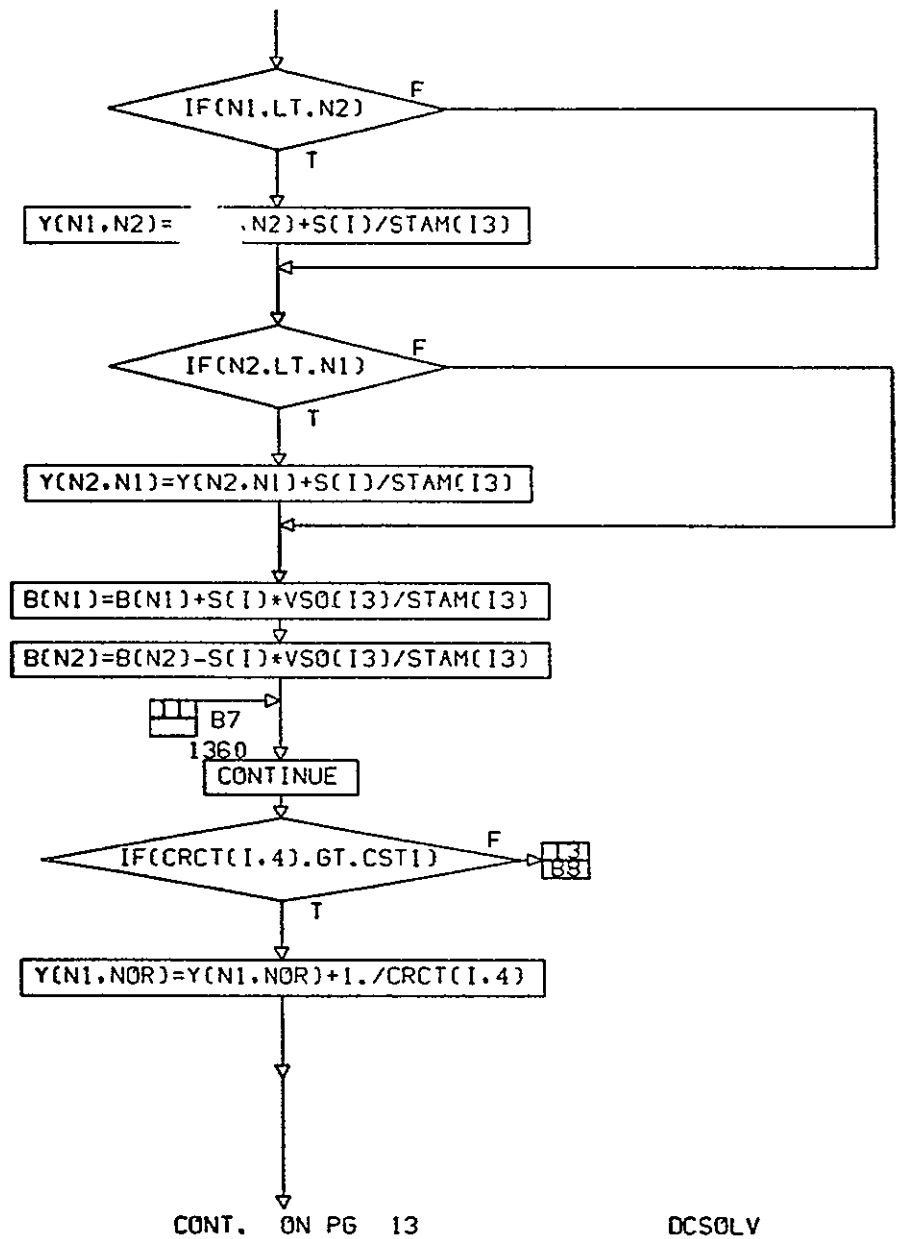 F
IF(N1.LT.N2)
T
Y(N1,N2)= .N2)+S(I)/STAM(I3)
F
IF(N2.LT.N1)
T
Y(N2,N1)=Y(N2,N1)+S(I)/STAM(I3)
B(N1)=B(N1)+S(I)*VSO(I3)/STAM(I3)
B(N2)=B(N2)-S(I)*VSO(I3)/STAM(I3)
B7
1360
CONTINUE
F
IF(CRCT(I,4).GT.CST1)
13
T
Y(N1,NOR)=Y(N1,NOR)+1./CRCT(I,4)
CONT. ON PG 13
DCSOLV